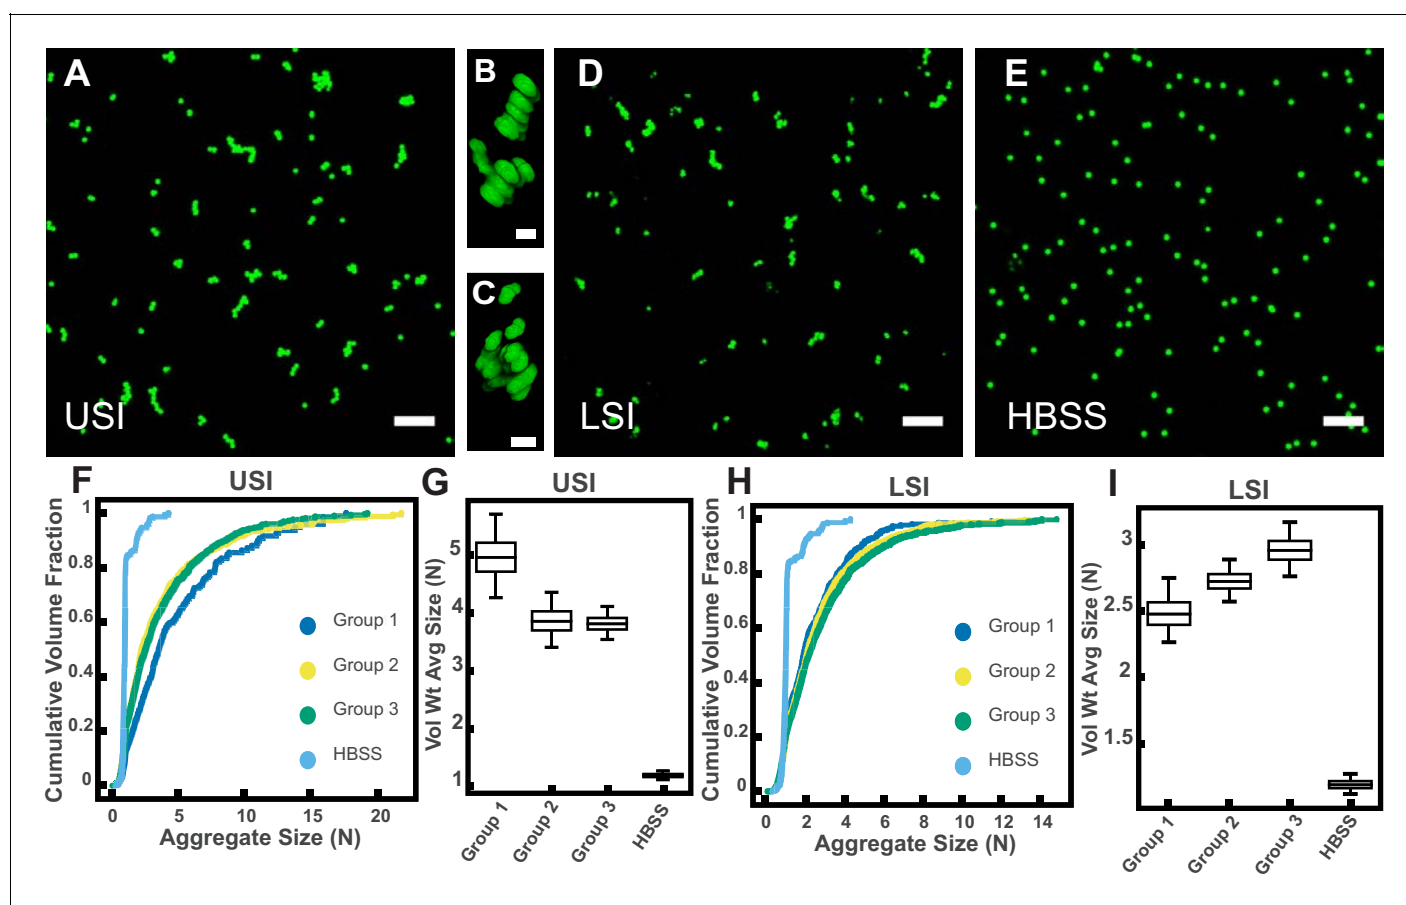 A
USI
B
C
D
LSI
E
HBSS
F
USI
Cumulative Volume Fraction
1
0.8
0.6
0.4
0.2
0
Group 1
Group 2
Group 3
HBSS
0 5 10 15 20
Aggregate Size (N)
G
USI
Vol Wt Avg Size (N)
5
4
3
2
1
Group 1
Group 2
Group 3
HBSS
H
LSI
Cumulative Volume Fraction
1
0.8
0.6
0.4
0.2
0
Group 1
Group 2
Group 3
HBSS
0 2 4 6 8 10 12 14
Aggregate Size (N)
I
LSI
Vol Wt Avg Size (N)
3
2.5
2
1.5
Group 1
Group 2
Group 3
HBSS